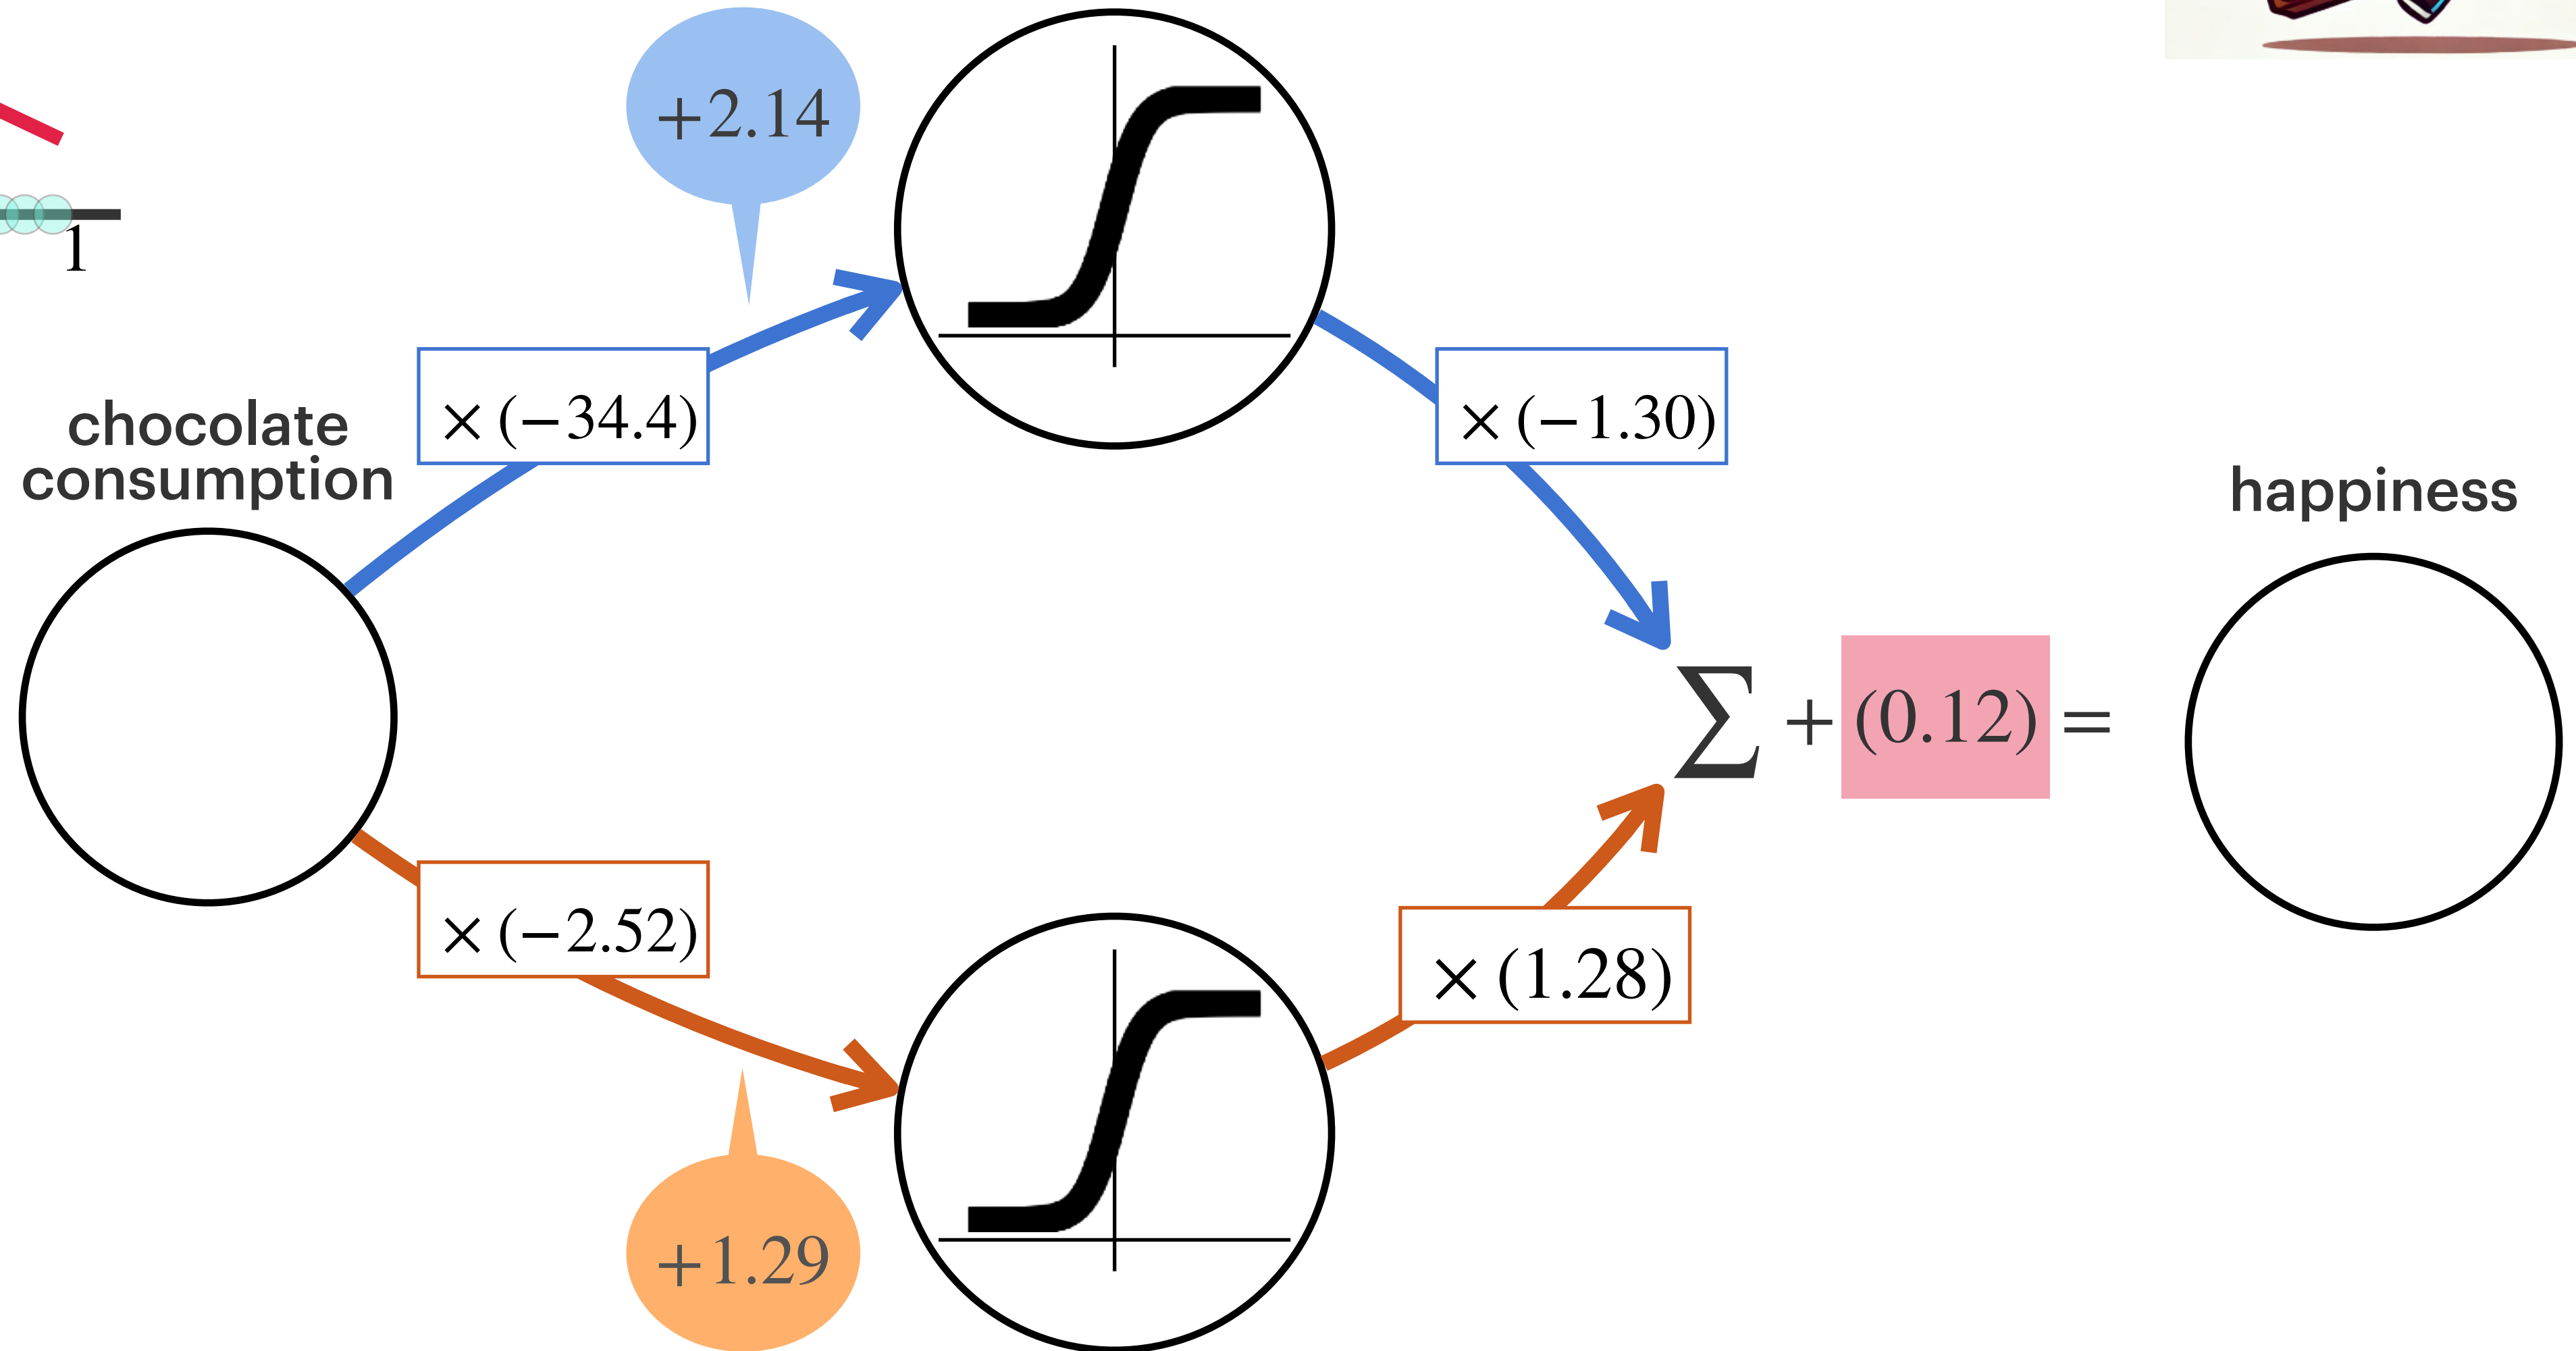 +2.14
1
× (−34.4)
× (−1.30)
chocolate
consumption
happiness
∑ + (0.12) =
× (−2.52)
× (1.28)
+1.29